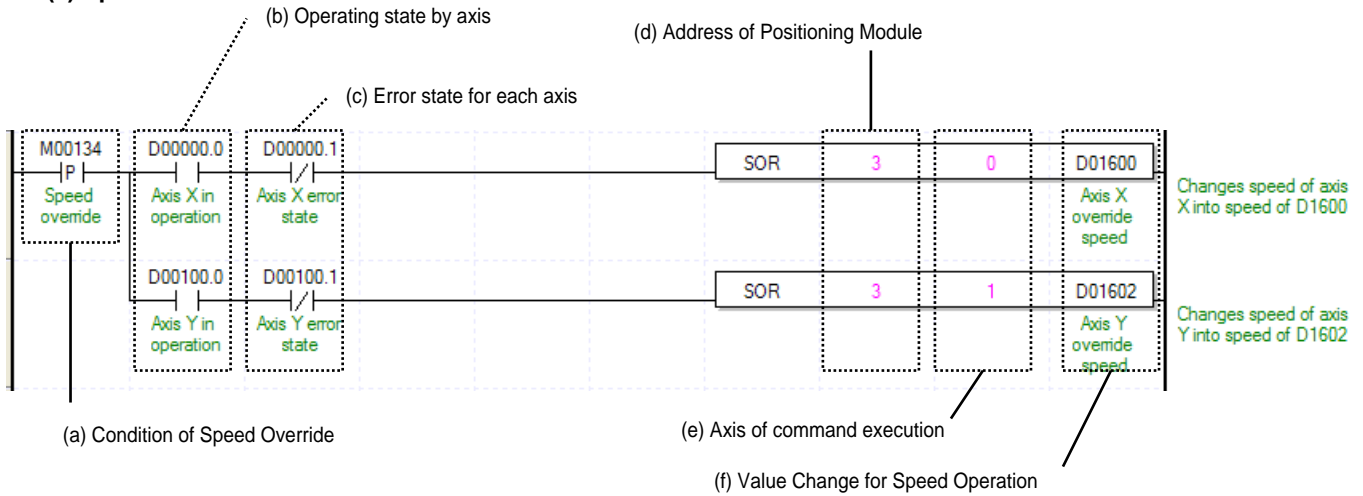 (b) Operating state by axis
(d) Address of Positioning Module
(c) Error state for each axis
M00134 D00000.0 D00000.1
P
SOR 3 0 D01600
Speed override
Axis X in operation
Axis X error state
Axis X override speed
Changes speed of axis
X into speed of D1600
D00100.0 D00100.1
SOR 3 1 D01602
Axis Y in operation
Axis Y error state
Axis Y override speed
Changes speed of axis
Y into speed of D1602
(a) Condition of Speed Override
(e) Axis of command execution
(f) Value Change for Speed Operation